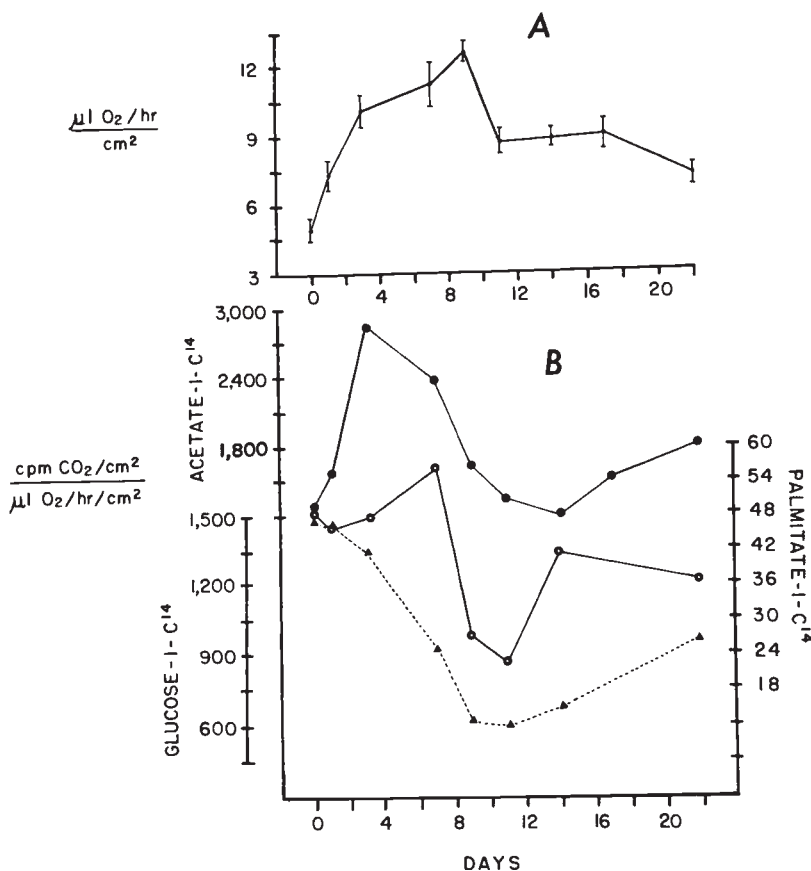 A
12
9
6
3
μl O₂/hr
cm²
0 4 8 12 16 20
B
3,000
2,400
1,800
ACETATE-1-C¹⁴
cpm CO₂/cm²
μl O₂/hr/cm²
1,500
1,200
900
600
GLUCOSE-1-C¹⁴
60
54
48
42
36
30
24
18
PALMITATE-1-C¹⁴
0 4 8 12 16 20
DAYS